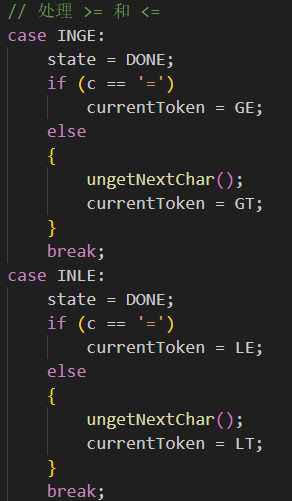 // 处理 >= 和 <=
case INGE:
    state = DONE;
    if (c == '=')
        currentToken = GE;
    else
    {
        ungetNextChar();
        currentToken = GT;
    }
    break;
case INLE:
    state = DONE;
    if (c == '=')
        currentToken = LE;
    else
    {
        ungetNextChar();
        currentToken = LT;
    }
    break;